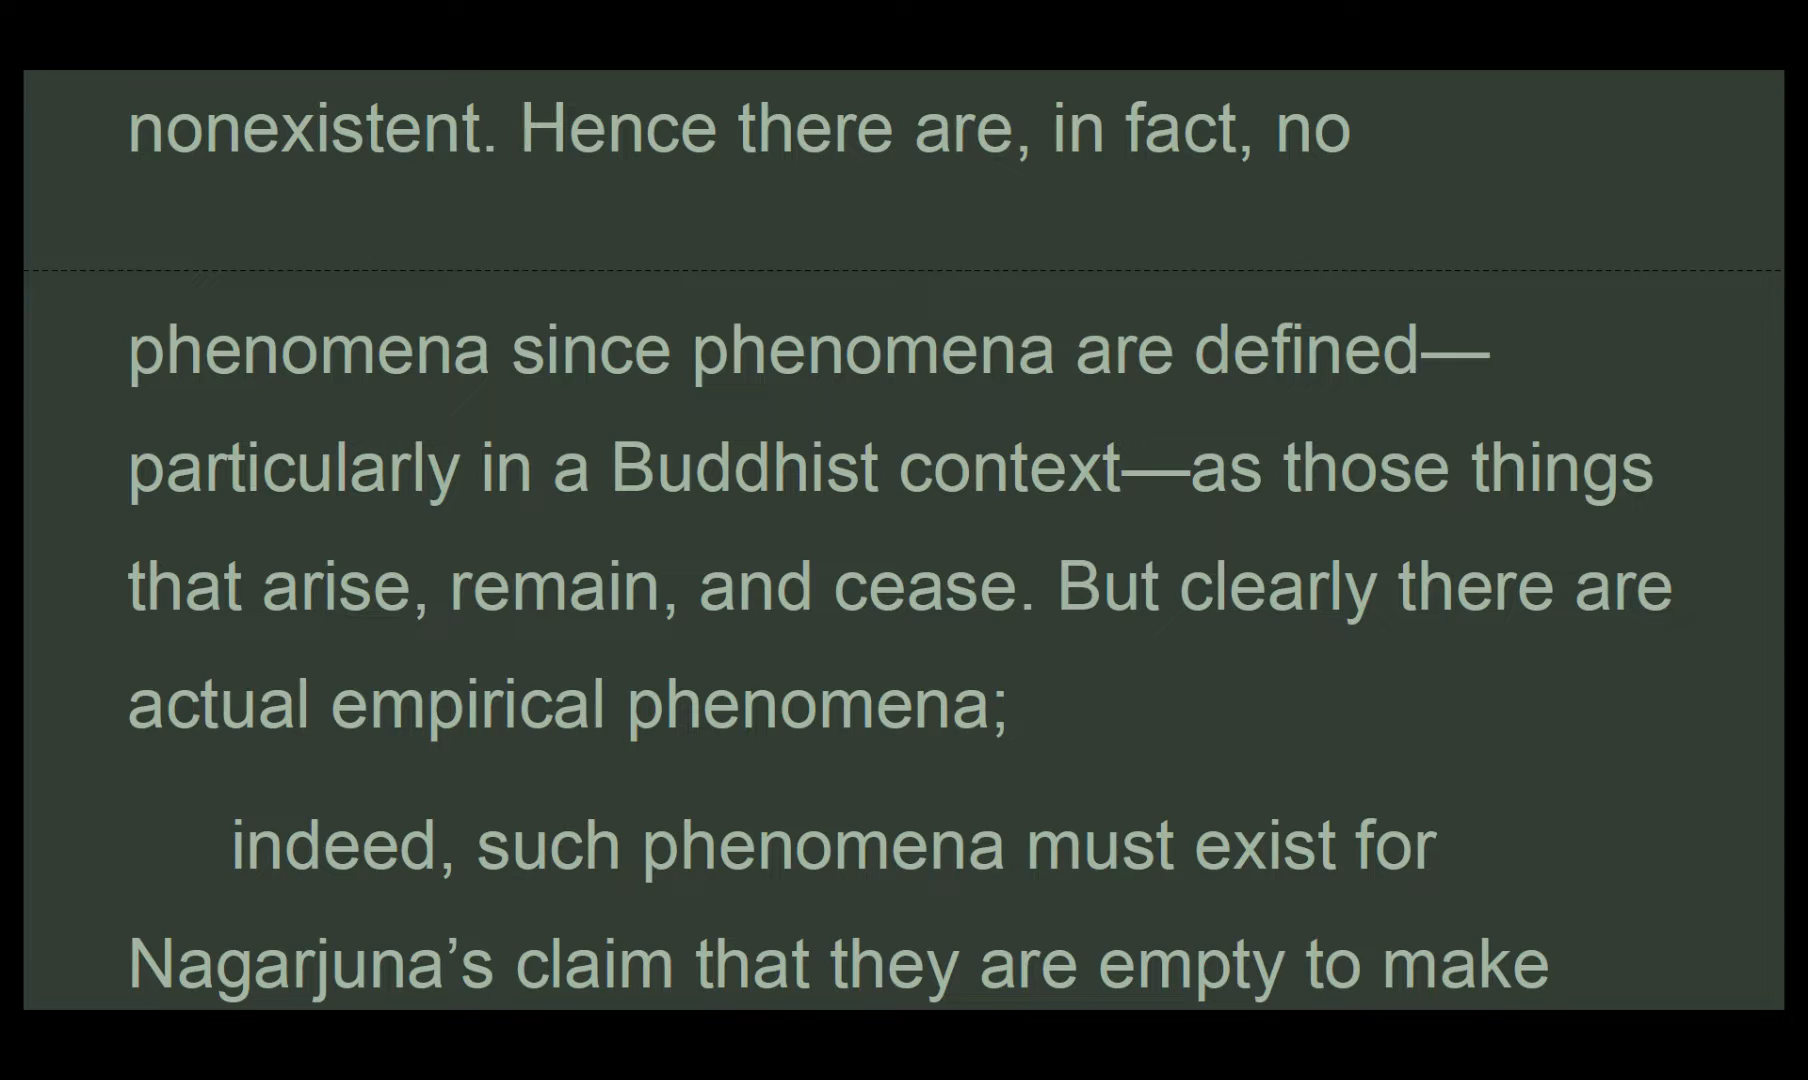 nonexistent. Hence there are, in fact, no
phenomena since phenomena are defined—
particularly in a Buddhist context—as those things
that arise, remain, and cease. But clearly there are
actual empirical phenomena;
indeed, such phenomena must exist for
Nagarjuna’s claim that they are empty to make